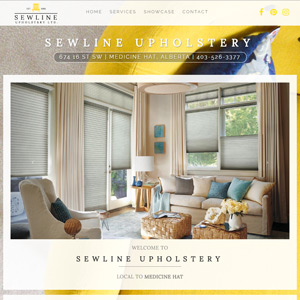 SEWLINE
UPHOLSTERY LTD.
HOME SERVICES SHOWCASE CONTACT
SEWLINE UPHOLSTERY
674 16 ST SW | MEDICINE HAT, ALBERTA | 403-526-3377
WELCOME TO
SEWLINE UPHOLSTERY
LOCAL TO MEDICINE HAT